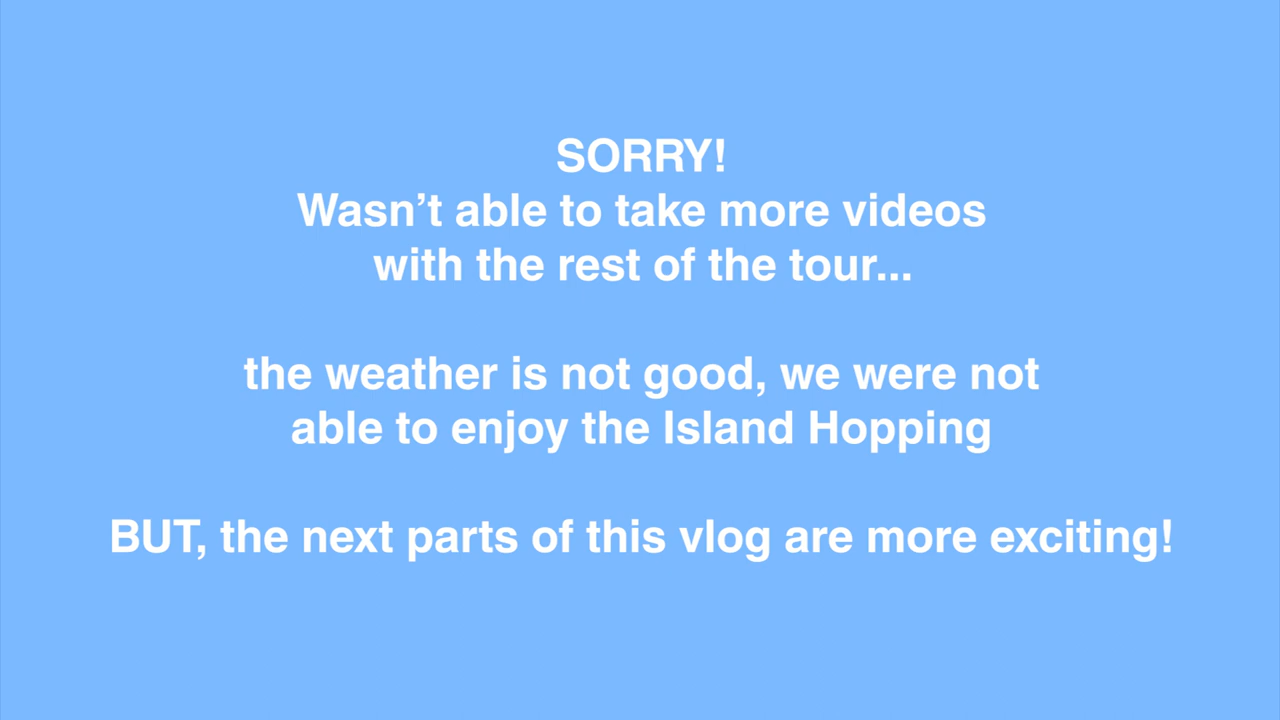 SORRY!
Wasn’t able to take more videos
with the rest of the tour...
the weather is not good, we were not
able to enjoy the Island Hopping
BUT, the next parts of this vlog are more exciting!